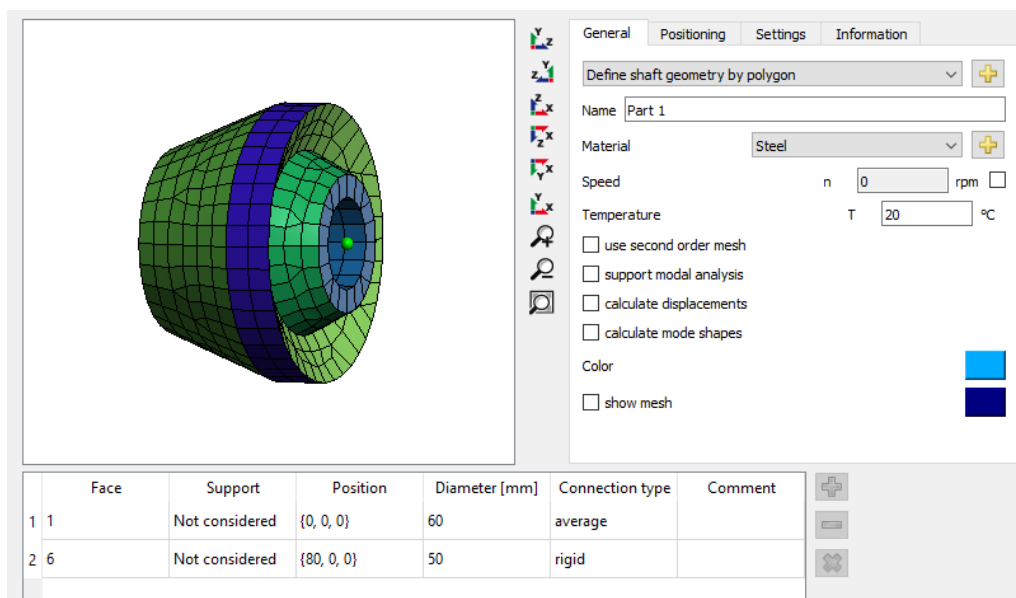 General Positioning Settings Information
Define shaft geometry by polygon
Name Part 1
Material Steel
Speed n 0 rpm
Temperature T 20 °C
use second order mesh
support modal analysis
calculate displacements
calculate mode shapes
Color
show mesh
Y Z
Z Y
Z X
X Z
X Y
Y X
Face Support Position Diameter [mm] Connection type Comment
1 1 Not considered {0, 0, 0} 60 average
2 6 Not considered {80, 0, 0} 50 rigid